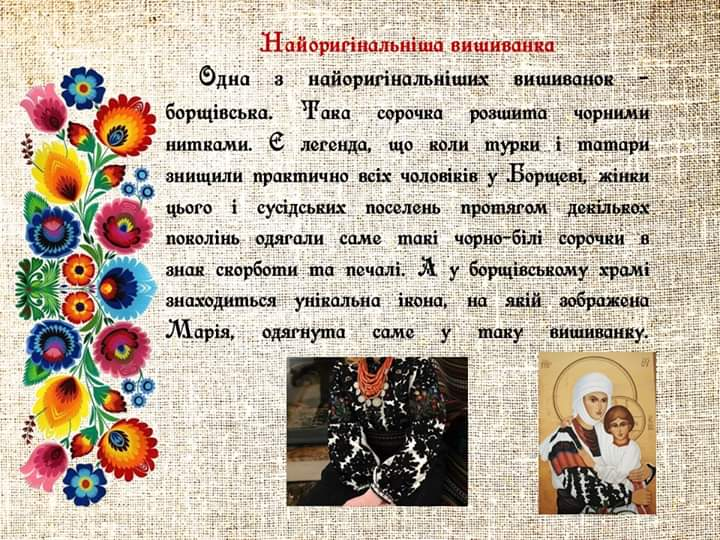 Найоригінальніша вишиванка
Одна з найоригінальніших вишиванок –
борщівська. Така сорочка розшита чорними
нитками. Є легенда, що коли турки і татари
знищили практично всіх чоловіків у Борщеві, жінки
цього і сусідських поселень протягом декількох
поколінь одягали саме такі чорно-білі сорочки в
знак скорботи та печалі. А у борщівському храмі
знаходиться унікальна ікона, на якій зображена
Марія, одягнута саме у таку вишиванку.